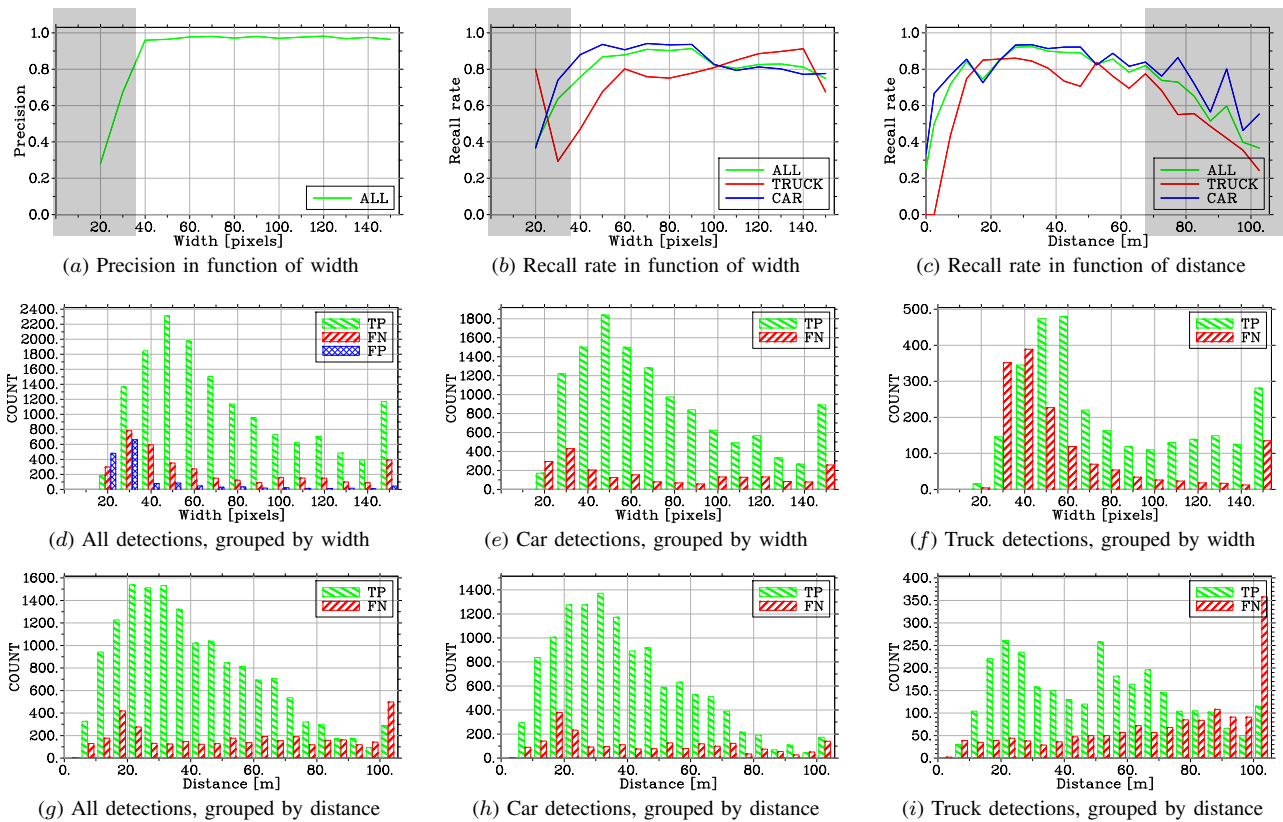 1.0
0.8
0.6
0.4
0.2
0.0
Precision
ALL
20. 60. 100. 140.
Width [pixels]
(a) Precision in function of width
1.0
0.8
0.6
0.4
0.2
0.0
Recall rate
ALL
TRUCK
CAR
20. 60. 100. 140.
Width [pixels]
(b) Recall rate in function of width
1.0
0.8
0.6
0.4
0.2
0.0
Recall rate
ALL
TRUCK
CAR
0. 20. 40. 60. 80. 100.
Distance [m]
(c) Recall rate in function of distance
2400.
2200.
2000.
1800.
1600.
1400.
1200.
1000.
800.
600.
400.
200.
0.
COUNT
TP
FN
FP
20. 40. 60. 80. 100. 120. 140.
Width [pixels]
(d) All detections, grouped by width
1800.
1600.
1400.
1200.
1000.
800.
600.
400.
200.
0.
COUNT
TP
FN
20. 40. 60. 80. 100. 120. 140.
Width [pixels]
(e) Car detections, grouped by width
500.
400.
300.
200.
100.
0.
COUNT
TP
FN
20. 40. 60. 80. 100. 120. 140.
Width [pixels]
(f) Truck detections, grouped by width
1600.
1400.
1200.
1000.
800.
600.
400.
200.
0.
COUNT
TP
FN
0. 20. 40. 60. 80. 100.
Distance [m]
(g) All detections, grouped by distance
1400.
1200.
1000.
800.
600.
400.
200.
0.
COUNT
TP
FN
0. 20. 40. 60. 80. 100.
Distance [m]
(h) Car detections, grouped by distance
400.
350.
300.
250.
200.
150.
100.
50.
0.
COUNT
TP
FN
0. 20. 40. 60. 80. 100.
Distance [m]
(i) Truck detections, grouped by distance